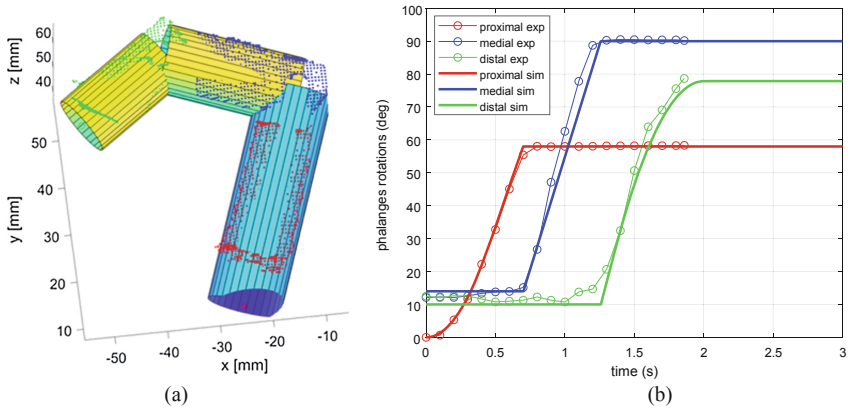 60
50
40
z [mm]
50
40
30
20
10
y [mm]
-50
-40
-30
-20
-10
x [mm]
(a)
100
90
80
70
60
50
40
30
20
10
0
phalanges rotations (deg)
proximal exp
medial exp
distal exp
proximal sim
medial sim
distal sim
0
0.5
1
1.5
2
2.5
3
time (s)
(b)